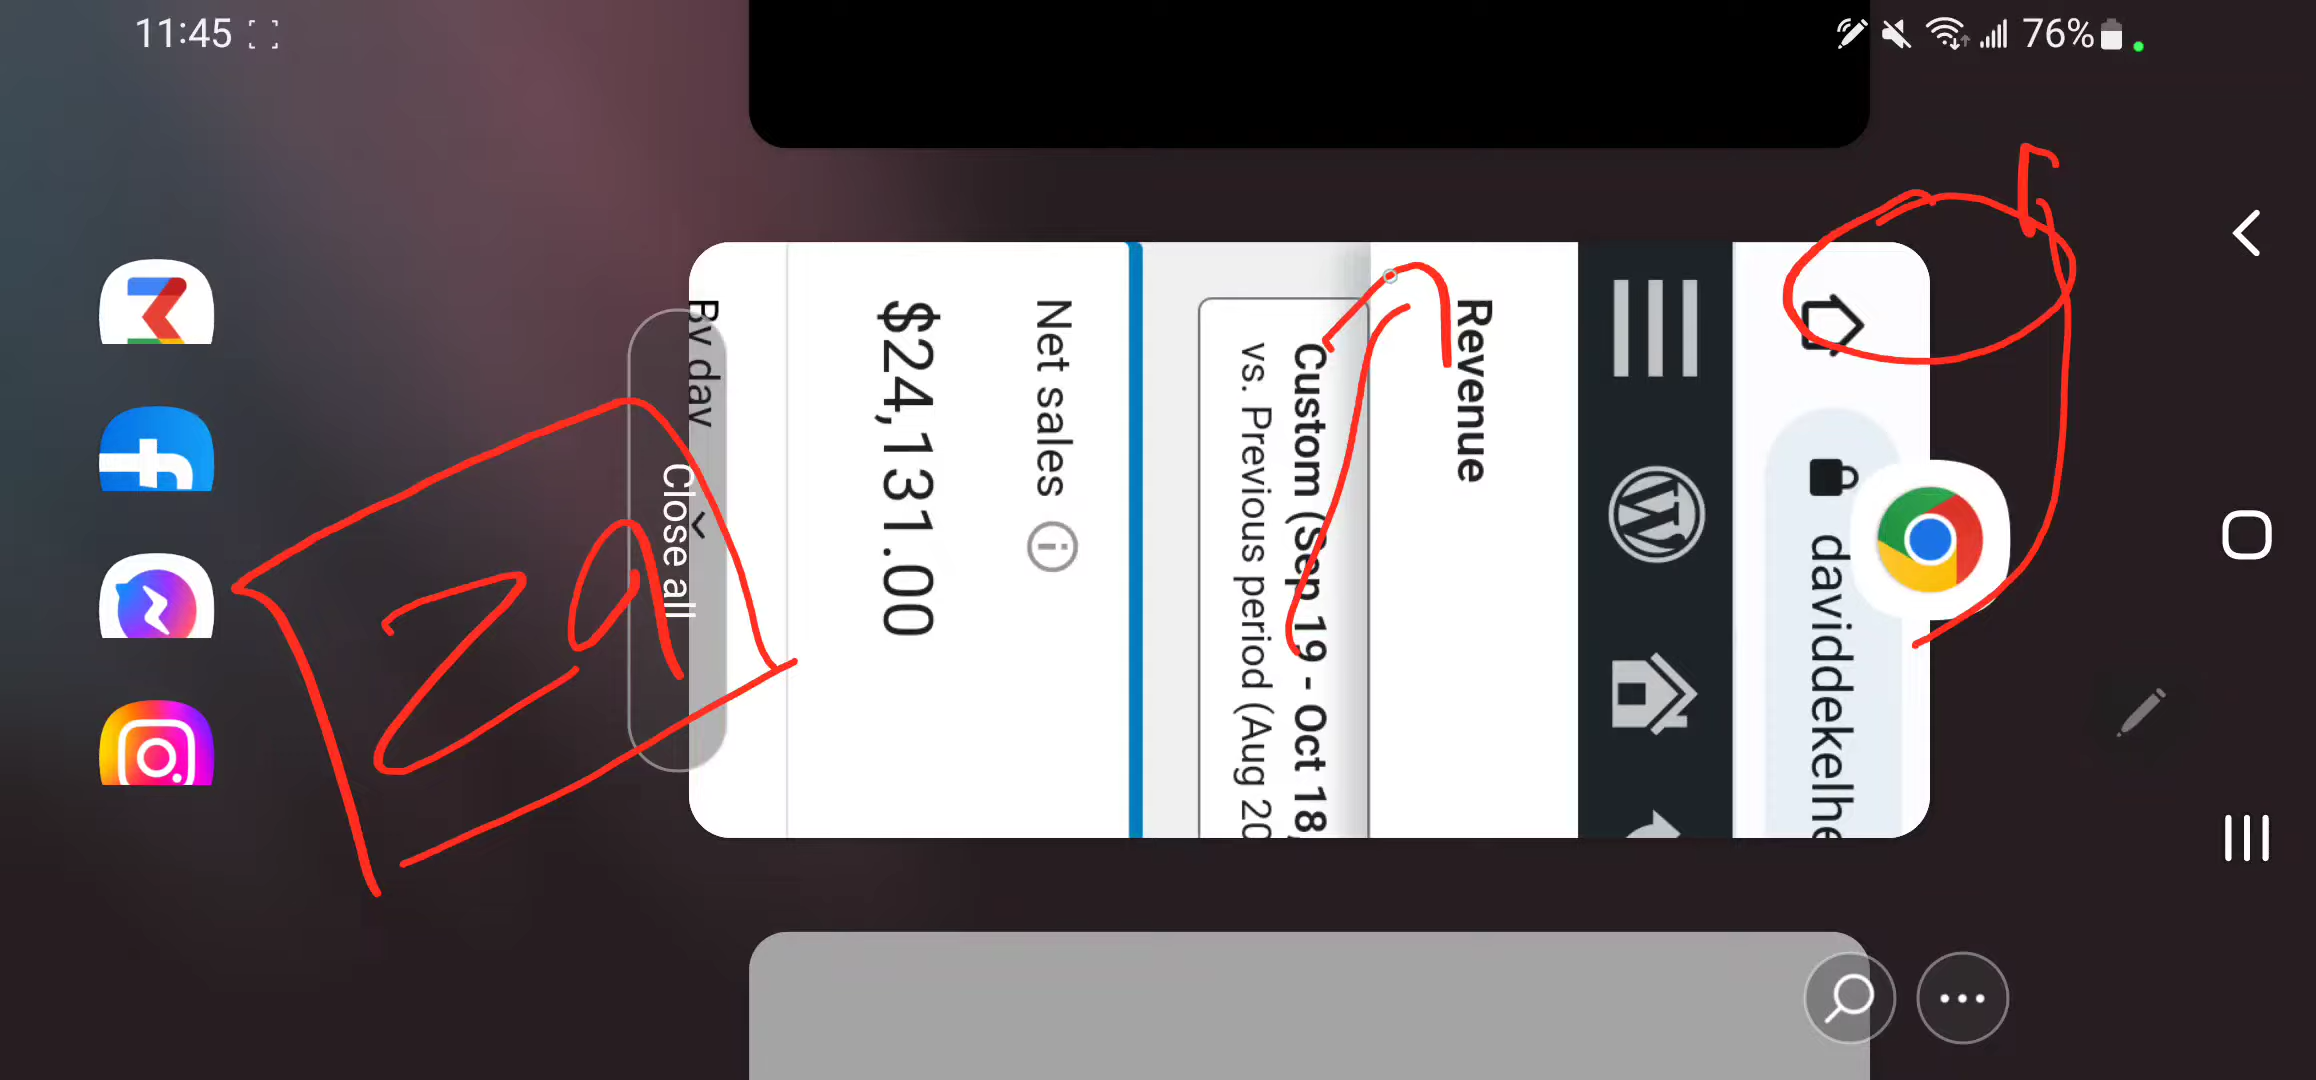 11:45
76%
daviddekelhe
Revenue
Custom (Sep 19 - Oct 18,
vs. Previous period (Aug 20
Net sales
$24,131.00
By day
Close all